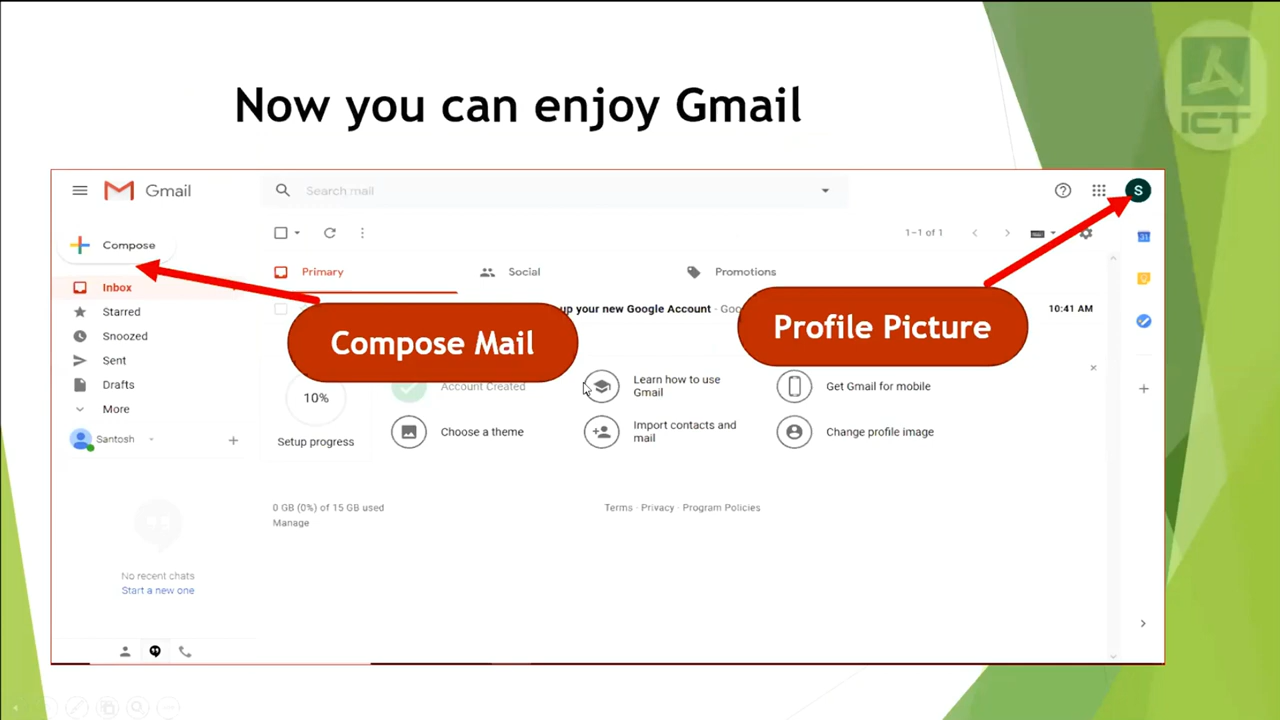 Now you can enjoy Gmail
ICT
Gmail
Search mail
S
Compose
1–1 of 1
31
Inbox
Primary
Social
Promotions
Starred
up your new Google Account
10:41 AM
Snoozed
Compose Mail
Profile Picture
Sent
Drafts
More
Santosh
10%
Setup progress
Account Created
Learn how to use
Gmail
Get Gmail for mobile
Choose a theme
Import contacts and
mail
Change profile image
0 GB (0%) of 15 GB used
Manage
Terms · Privacy · Program Policies
No recent chats
Start a new one